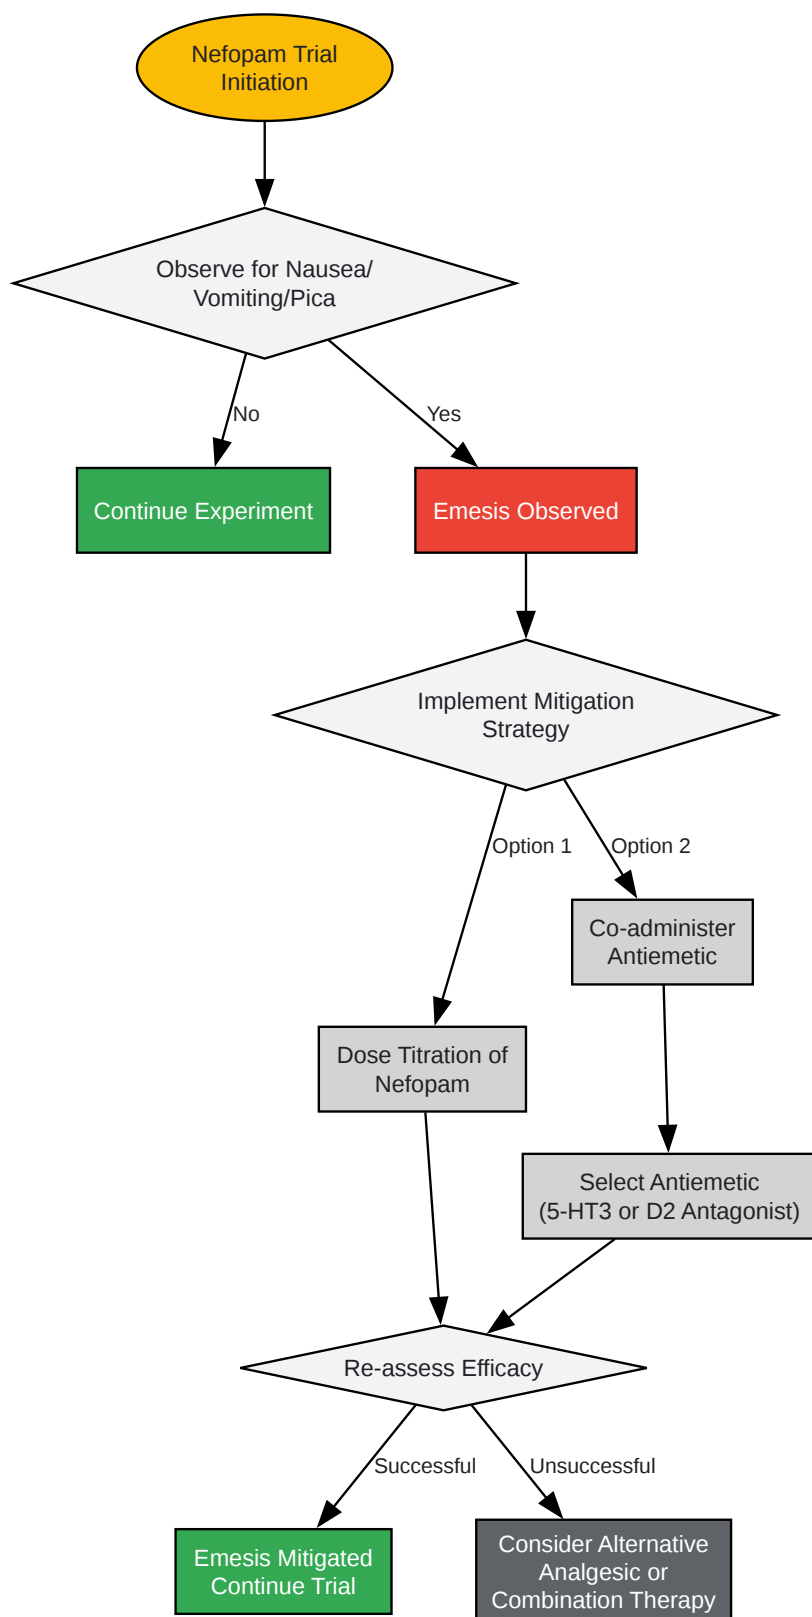 Nefopam Trial
Initiation
Observe for Nausea/
Vomiting/Pica
No
Yes
Continue Experiment
Emesis Observed
Implement Mitigation
Strategy
Option 1
Option 2
Co-administer
Antiemetic
Dose Titration of
Nefopam
Select Antiemetic
(5-HT3 or D2 Antagonist)
Re-assess Efficacy
Successful
Unsuccessful
Emesis Mitigated
Continue Trial
Consider Alternative
Analgesic or
Combination Therapy